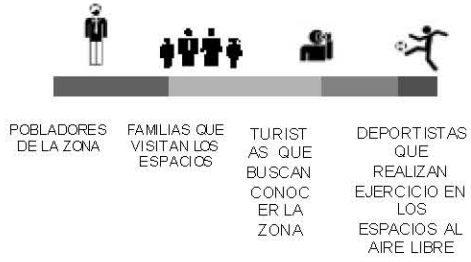 POBLADORES
DE LA ZONA
FAMILIAS QUE
VISITAN LOS
ESPACIOS
TURIST
AS QUE
BUSCAN
CONOC
ER LA
ZONA
DEPORTISTAS
QUE
REALIZAN
EJERCICIO EN
LOS
ESPACIOS AL
AIRE LIBRE